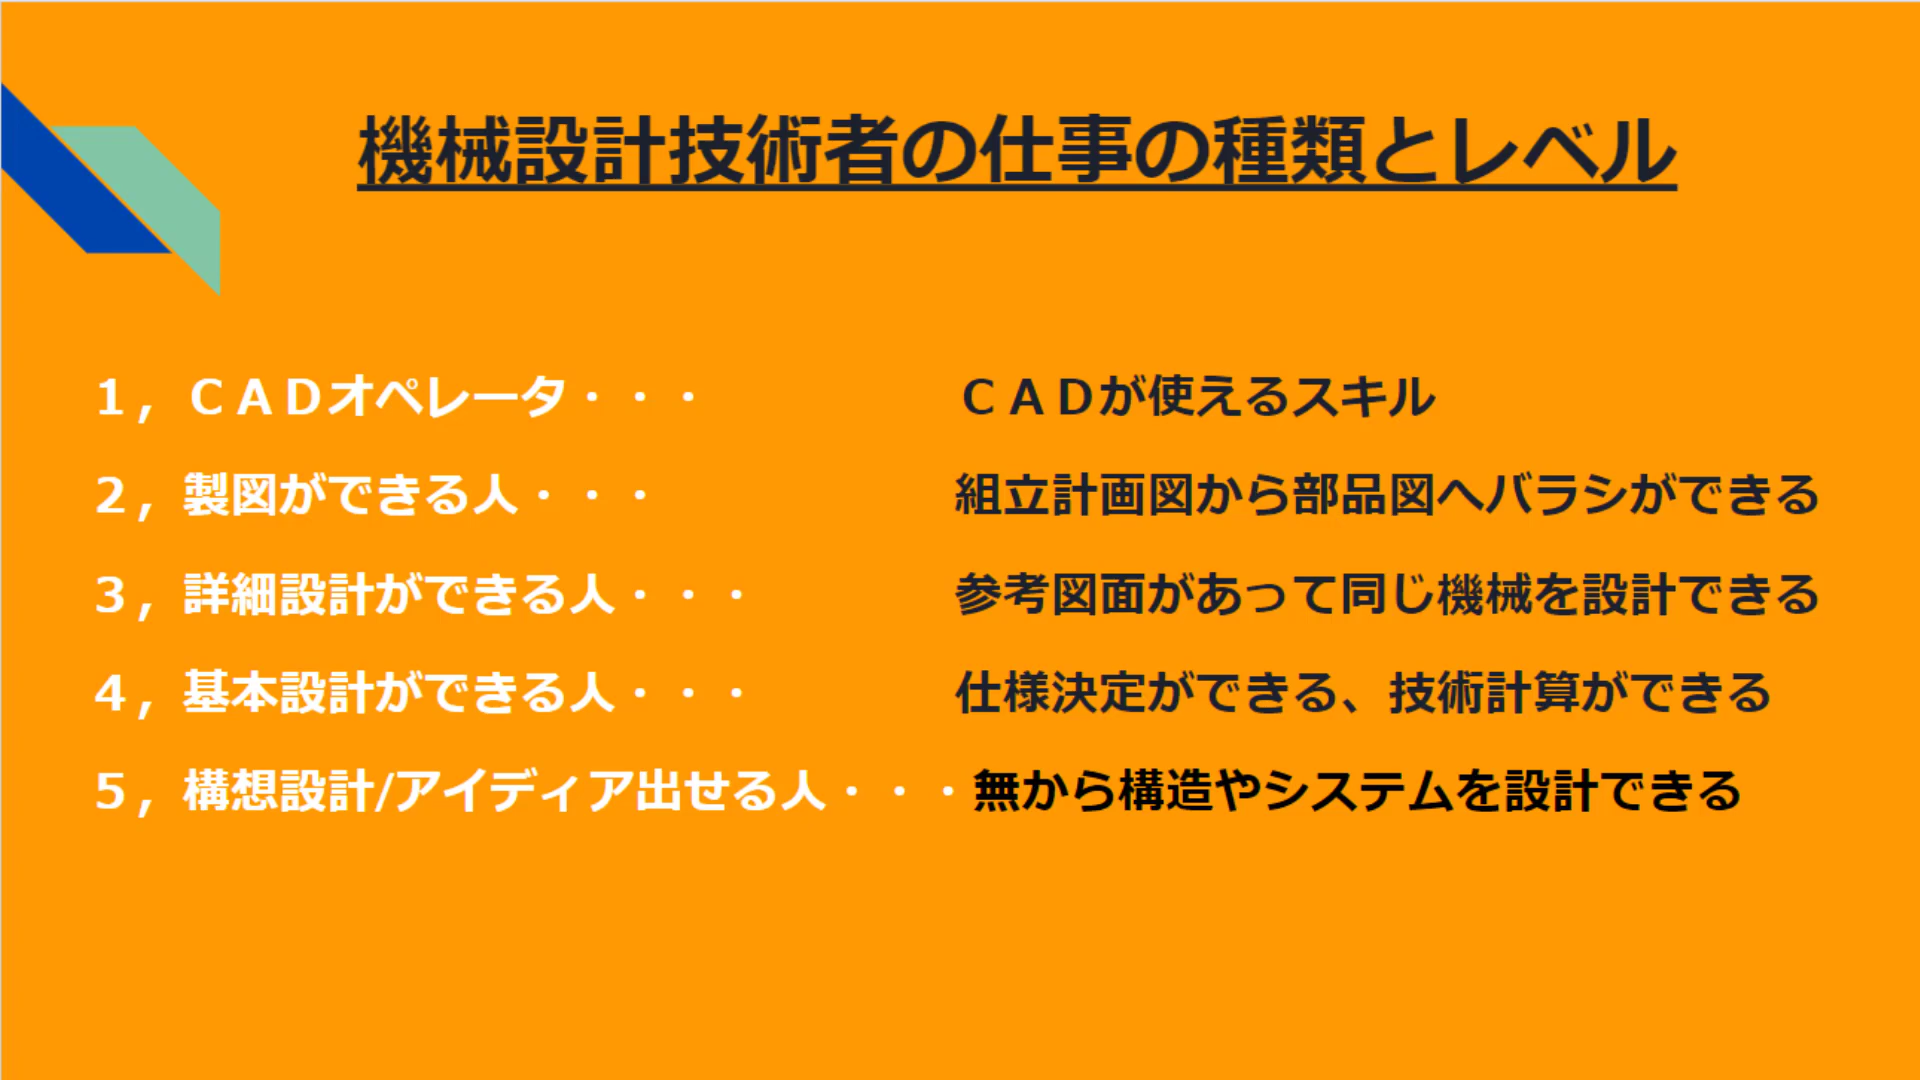 機械設計技術者の仕事の種類とレベル
１，ＣＡＤオペレータ・・・ ＣＡＤが使えるスキル
２，製図ができる人・・・ 組立計画図から部品図へバラシができる
３，詳細設計ができる人・・・ 参考図面があって同じ機械を設計できる
４，基本設計ができる人・・・ 仕様決定ができる、技術計算ができる
５，構想設計/アイディア出せる人・・・無から構造やシステムを設計できる